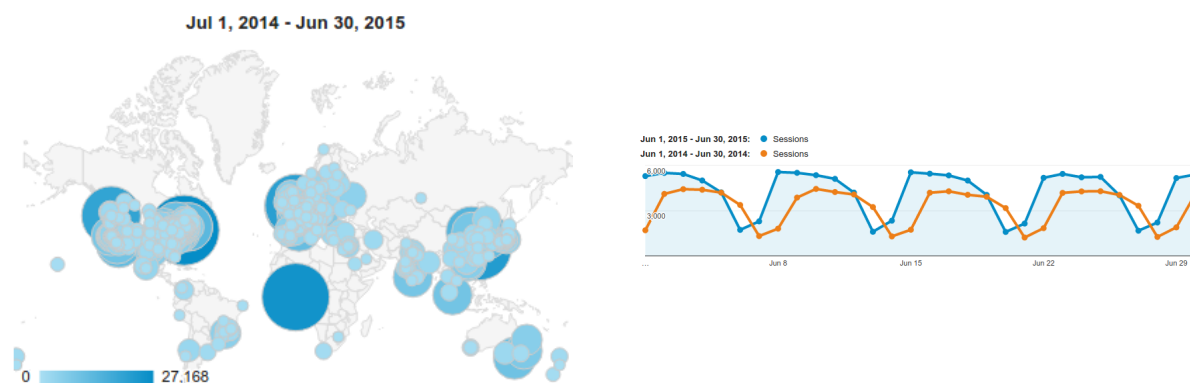 Jul 1, 2014 - Jun 30, 2015
0 27,168
Jun 1, 2015 - Jun 30, 2015: Sessions
Jun 1, 2014 - Jun 30, 2014: Sessions
6,000
3,000
... Jun 8 Jun 15 Jun 22 Jun 29